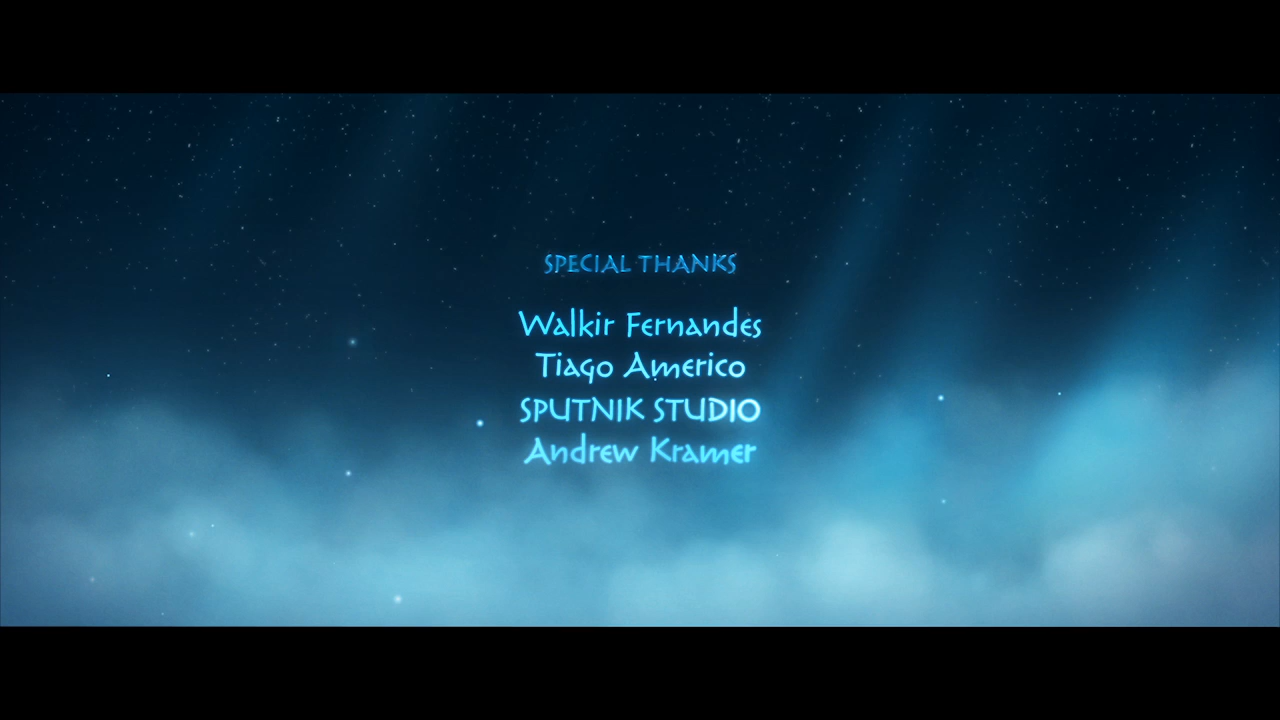 SPECIAL THANKS
Walkir Fernandes
Tiago Americo
SPUTNIK STUDIO
Andrew Kramer